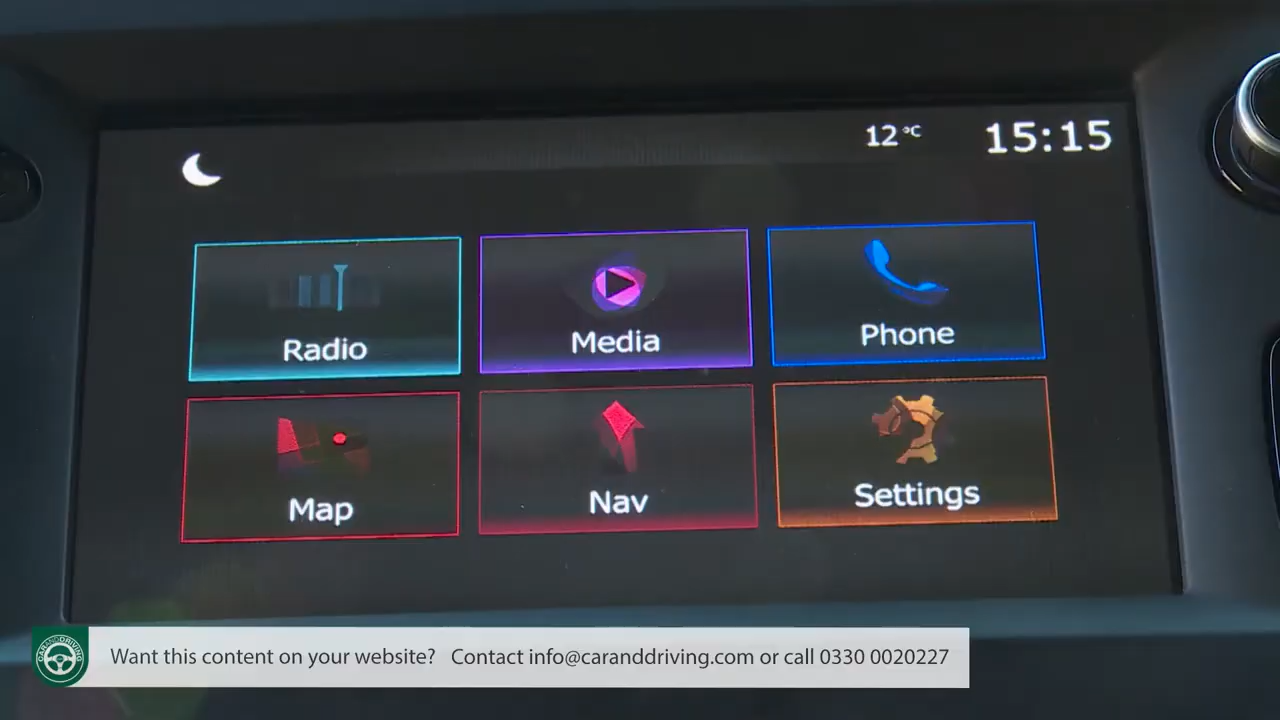 12 °C 15:15
Radio Media Phone
Map Nav Settings
CARANDDRIVING
Want this content on your website? Contact info@caranddriving.com or call 0330 0020227